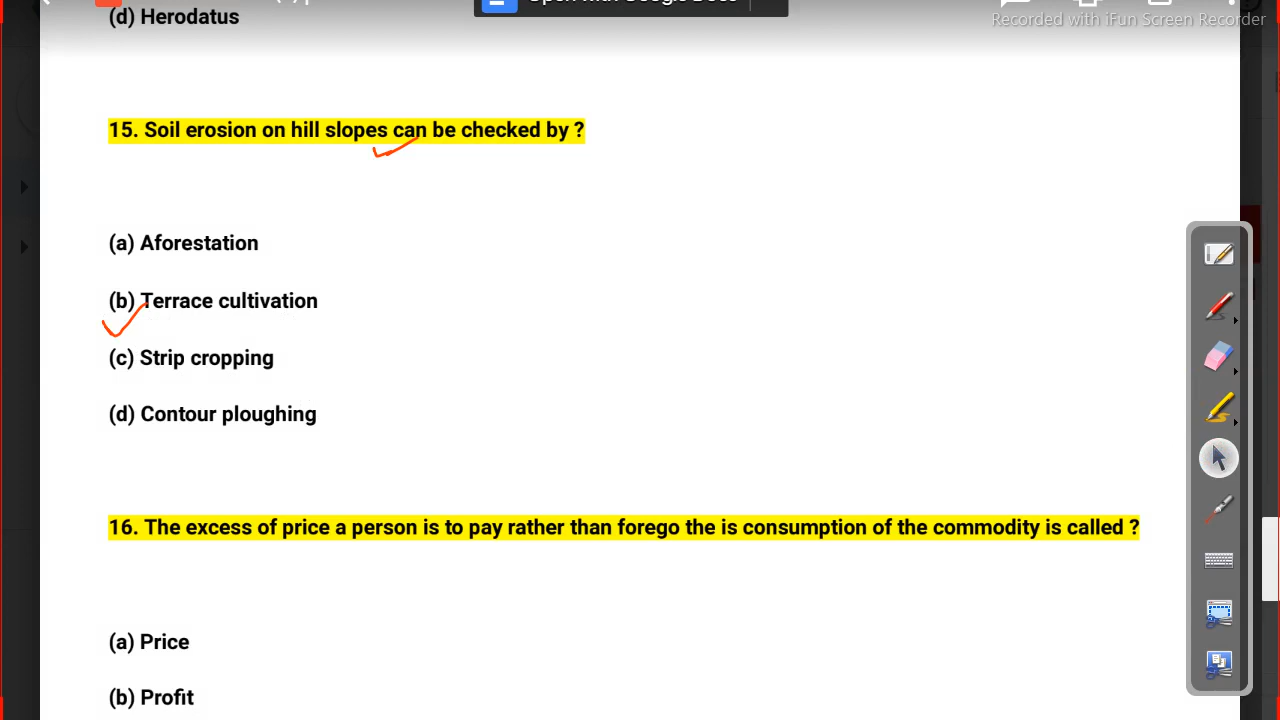 (d) Herodatus
Recorded with iFun Screen Recorder
15. Soil erosion on hill slopes can be checked by ?
(a) Aforestation
(b) Terrace cultivation
(c) Strip cropping
(d) Contour ploughing
16. The excess of price a person is to pay rather than forego the is consumption of the commodity is called ?
(a) Price
(b) Profit